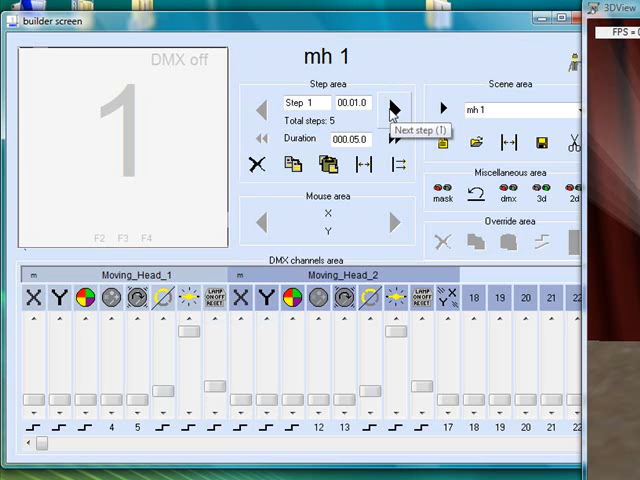 builder screen
3DView
FPS = 0
DMX off
1
F2 F3 F4
mh 1
Step area
Step 1 00.01.0
Total steps: 5
Duration 000.05.0
Next step (↑)
Mouse area
X
Y
Scene area
mh 1
Miscellaneous area
mask dmx 3d 2d
Override area
DMX channels area
m Moving_Head_1 m Moving_Head_2
X Y LAMP ON/OFF RESET X Y LAMP ON/OFF RESET X Y 18 19 20 21 22
4 5 12 13 17 18 19 20 21 22